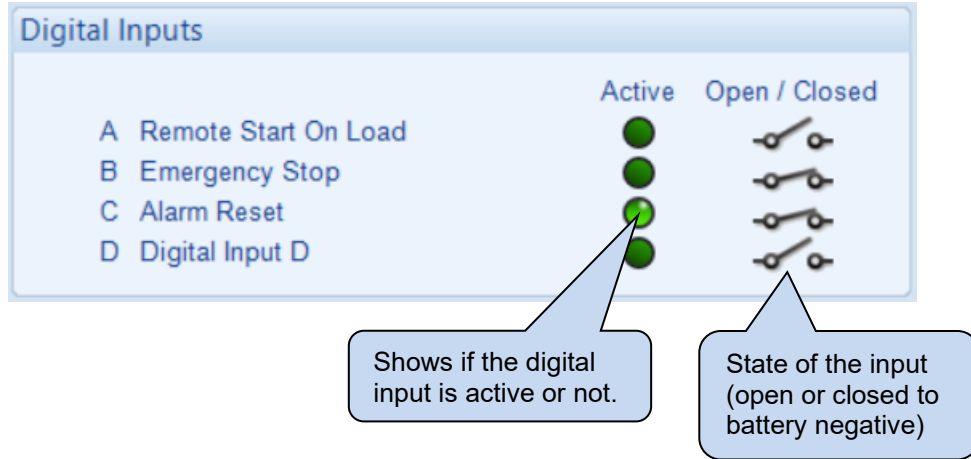 Digital Inputs
Active Open / Closed
A Remote Start On Load
B Emergency Stop
C Alarm Reset
D Digital Input D
Shows if the digital
input is active or not.
State of the input
(open or closed to
battery negative)